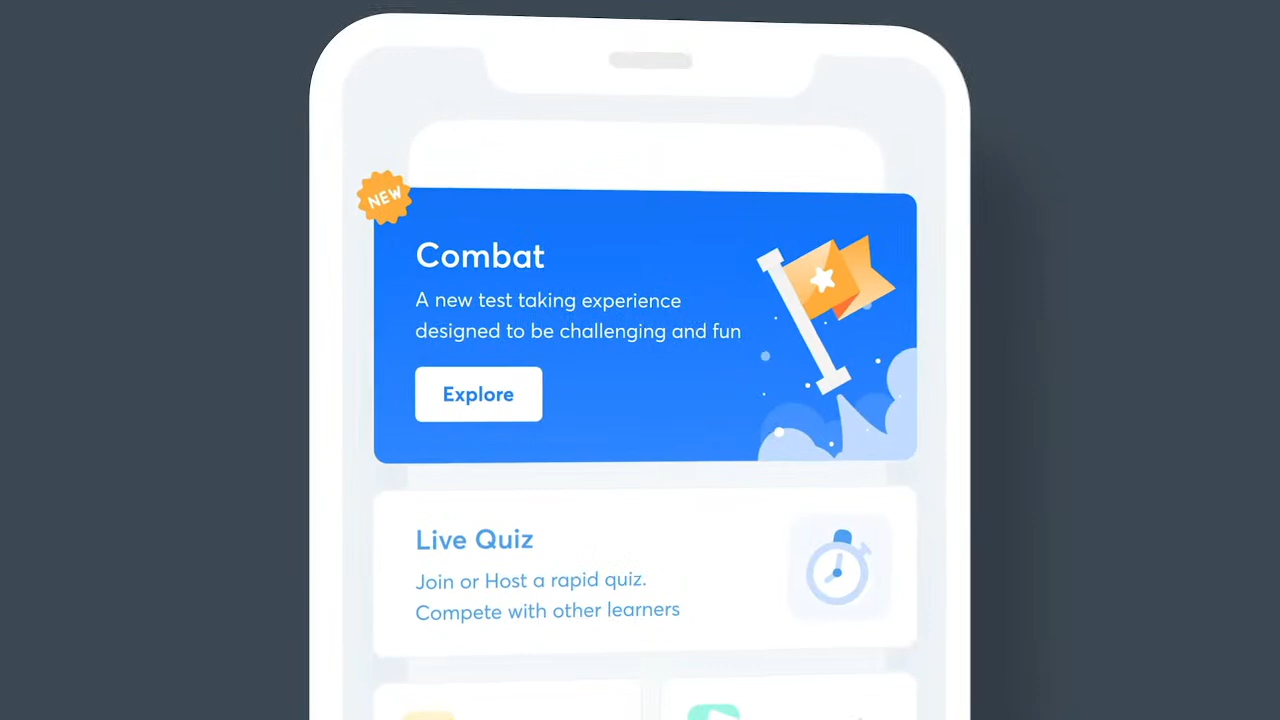 NEW
Combat
A new test taking experience
designed to be challenging and fun
Explore
Live Quiz
Join or Host a rapid quiz.
Compete with other learners